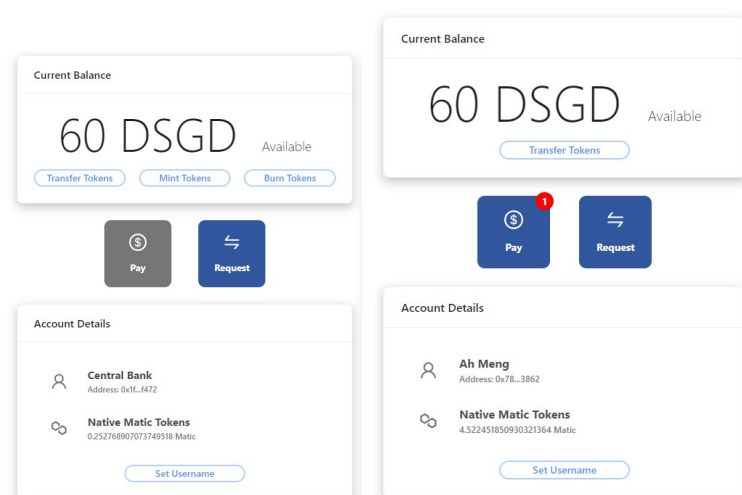 Current Balance
60 DSGD Available
Transfer Tokens Mint Tokens Burn Tokens
Pay
Request
Account Details
Central Bank
Address: 0x1f...f472
Native Matic Tokens
0.252768907073749518 Matic
Set Username
Current Balance
60 DSGD Available
Transfer Tokens
1
Pay
Request
Account Details
Ah Meng
Address: 0x78...3862
Native Matic Tokens
4.522451850930321364 Matic
Set Username